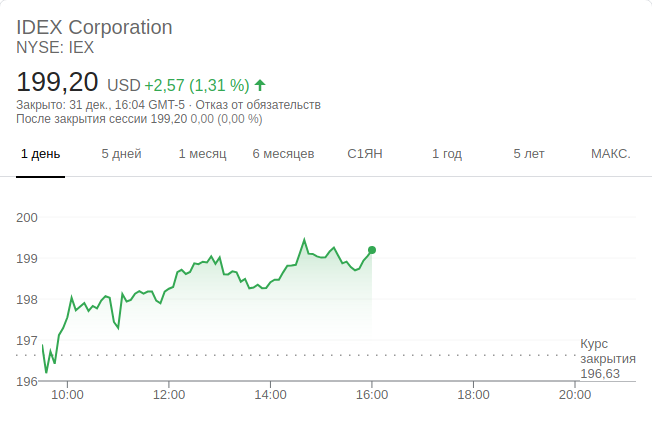 IDEX Corporation
NYSE: IEX
199,20 USD +2,57 (1,31 %)
Закрыто: 31 дек., 16:04 GMT-5 · Отказ от обязательств
После закрытия сессии 199,20 0,00 (0,00 %)
1 день 5 дней 1 месяц 6 месяцев С1ЯН 1 год 5 лет МАКС.
200
199
198
197
196
Курс
закрытия
196,63
10:00 12:00 14:00 16:00 18:00 20:00